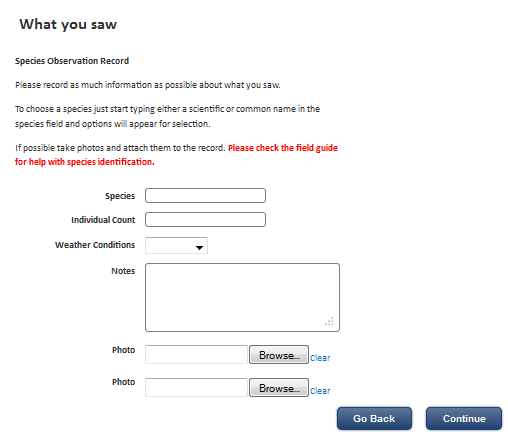 What you saw
Species Observation Record
Please record as much information as possible about what you saw.
To choose a species just start typing either a scientific or common name in the
species field and options will appear for selection.
If possible take photos and attach them to the record. Please check the field guide
for help with species identification.
Species
Individual Count
Weather Conditions
Notes
Photo Browse... Clear
Photo Browse... Clear
Go Back Continue